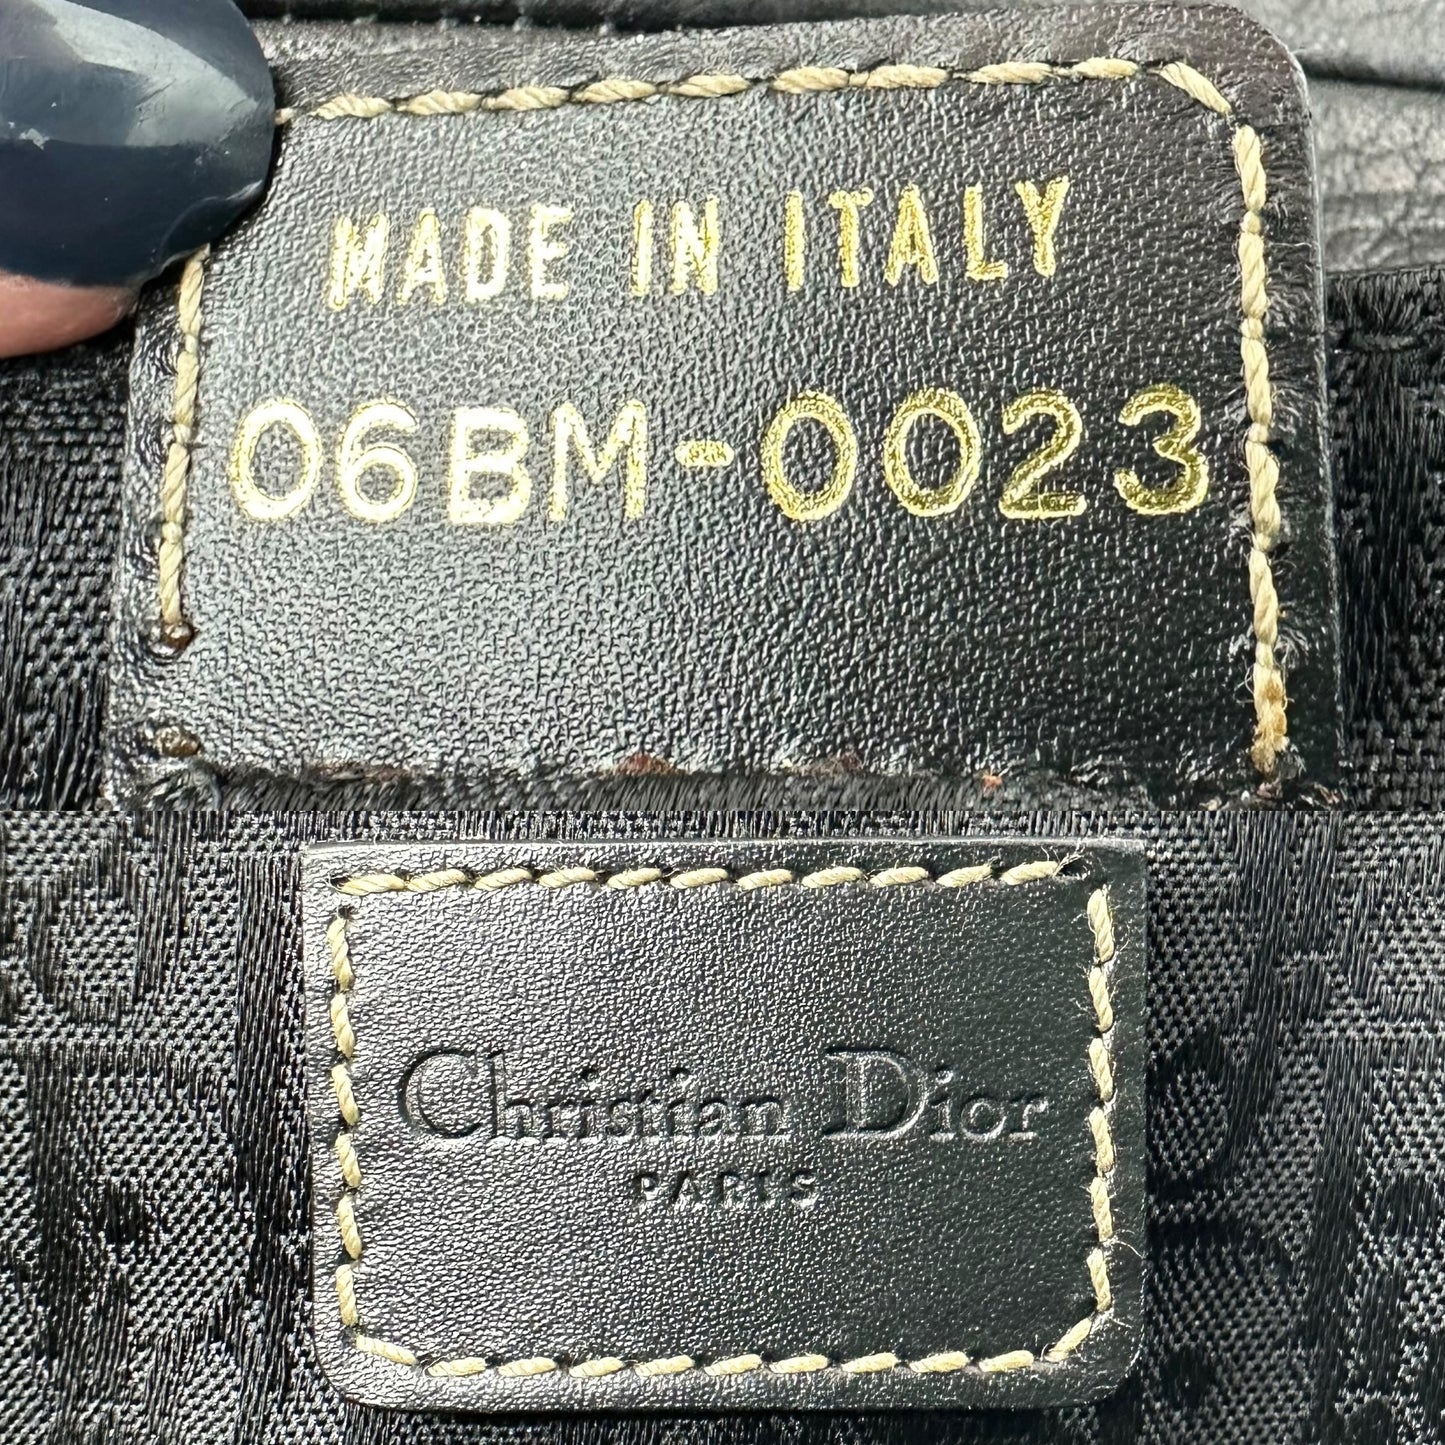 MADE IN ITALY
06BM-0023
Christian Dior
PARIS